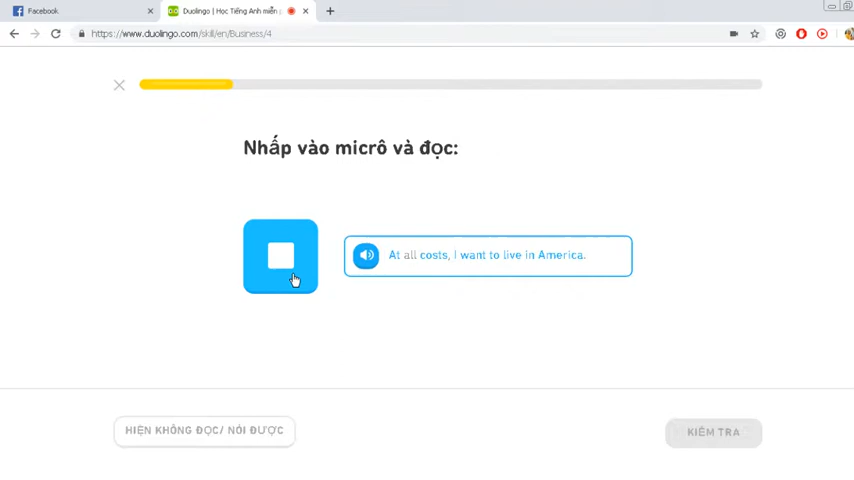 Facebook
Duolingo | Học Tiếng Anh miễn
https://www.duolingo.com/skill/en/Business/4
Nhấp vào micrô và đọc:
At all costs, I want to live in America.
HIỆN KHÔNG ĐỌC/ NÓI ĐƯỢC
KIỂM TRA